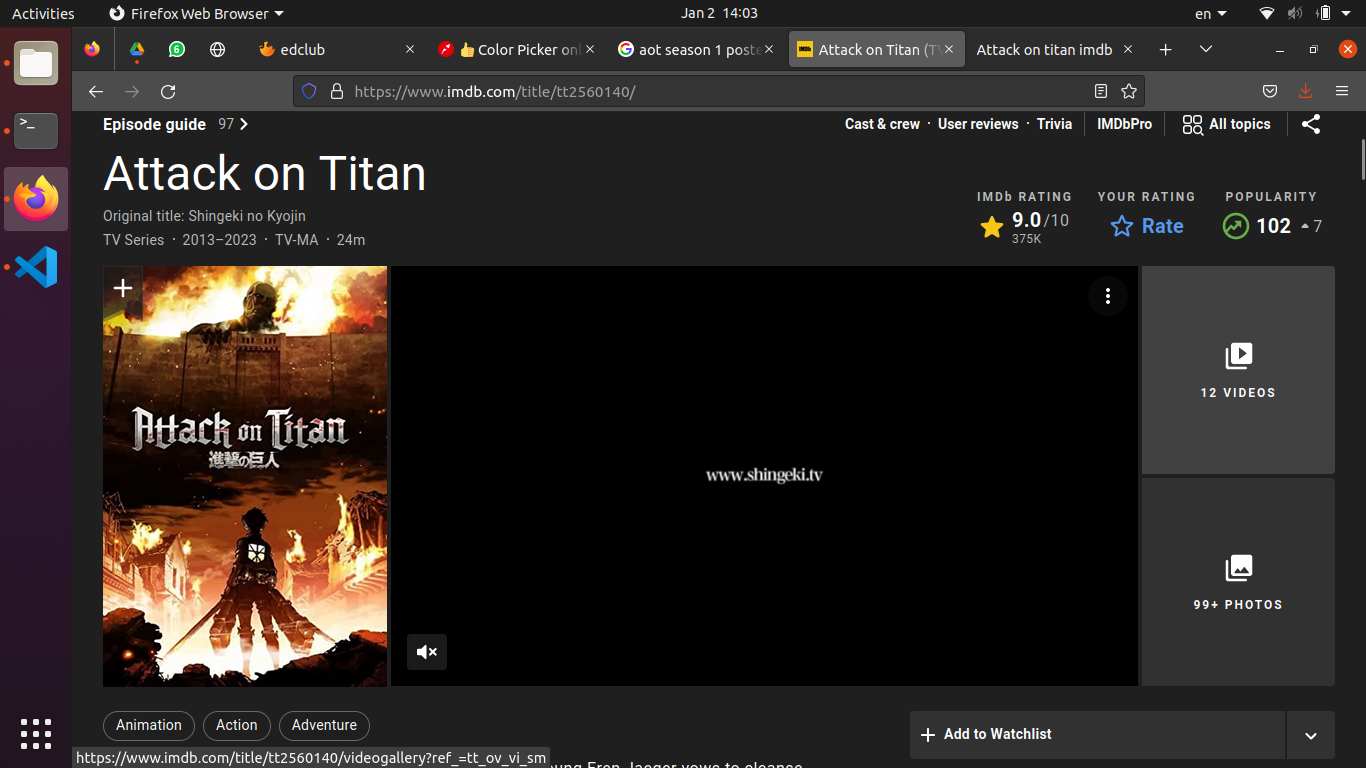 Activities
Firefox Web Browser
Jan 2 14:03
en
6
edclub
Color Picker onl
aot season 1 poste
IMDb
Attack on Titan (TV
Attack on titan imdb
https://www.imdb.com/title/tt2560140/
Episode guide 97
Cast & crew · User reviews · Trivia
IMDbPro
All topics
Attack on Titan
Original title: Shingeki no Kyojin
TV Series · 2013–2023 · TV-MA · 24m
IMDb RATING
9.0/10
375K
YOUR RATING
Rate
POPULARITY
102 7
Attack on Titan
進撃の巨人
www.shingeki.tv
12 VIDEOS
99+ PHOTOS
Animation
Action
Adventure
Add to Watchlist
https://www.imdb.com/title/tt2560140/videogallery?ref_=tt_ov_vi_sm
Eren Jaeger vows to cleanse